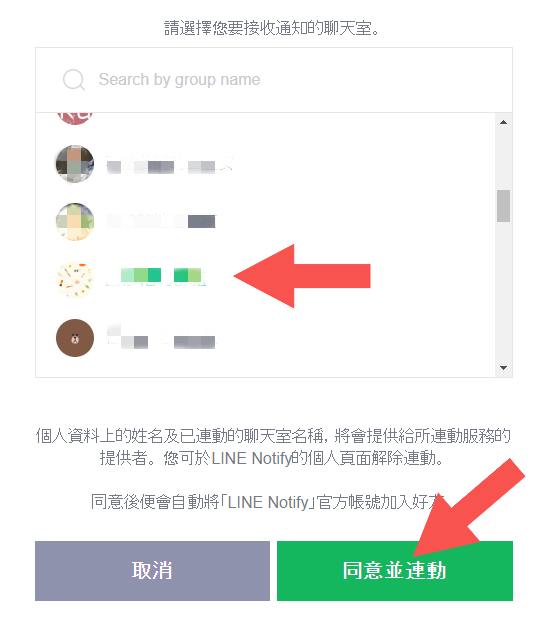 請選擇您要接收通知的聊天室。
Search by group name
個人資料上的姓名及已連動的聊天室名稱, 將會提供給所連動服務的
提供者。您可於LINE Notify的個人頁面解除連動。
同意後便會自動將「LINE Notify」官方帳號加入好友
取消
同意並連動